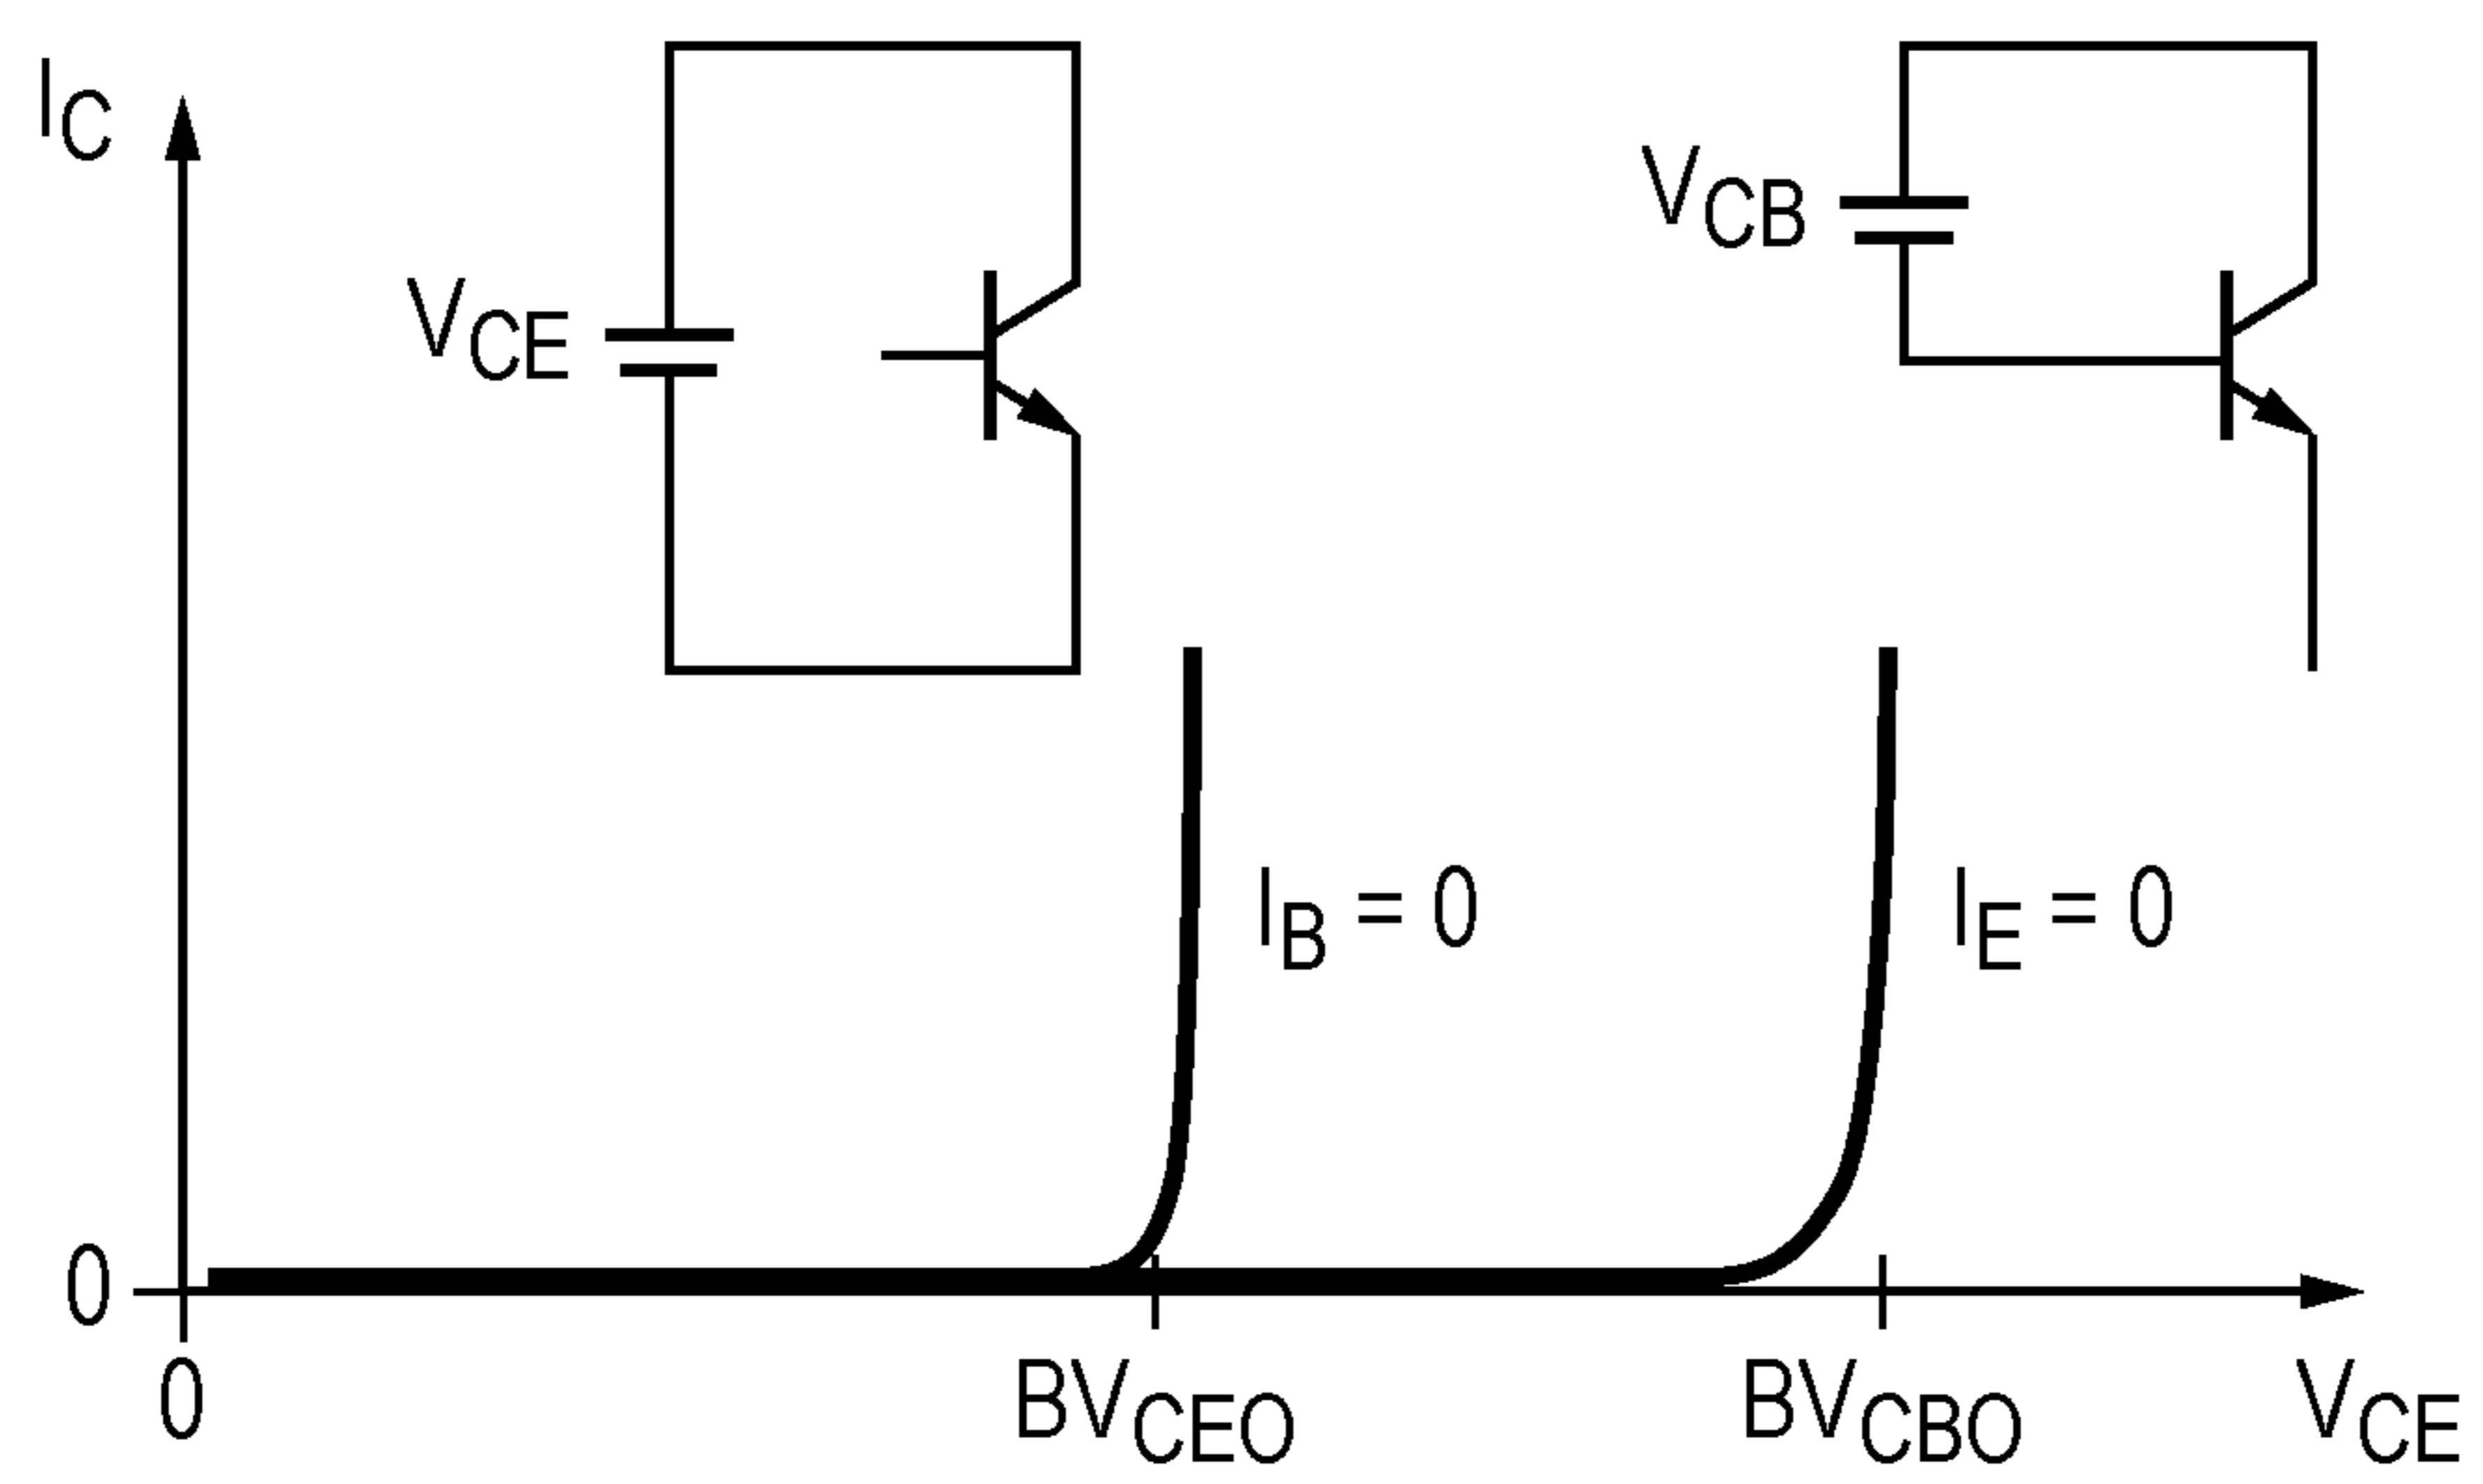 I_C
V_CE
V_CB
I_B = 0
I_E = 0
0
0
BV_CEO
BV_CBO
V_CE